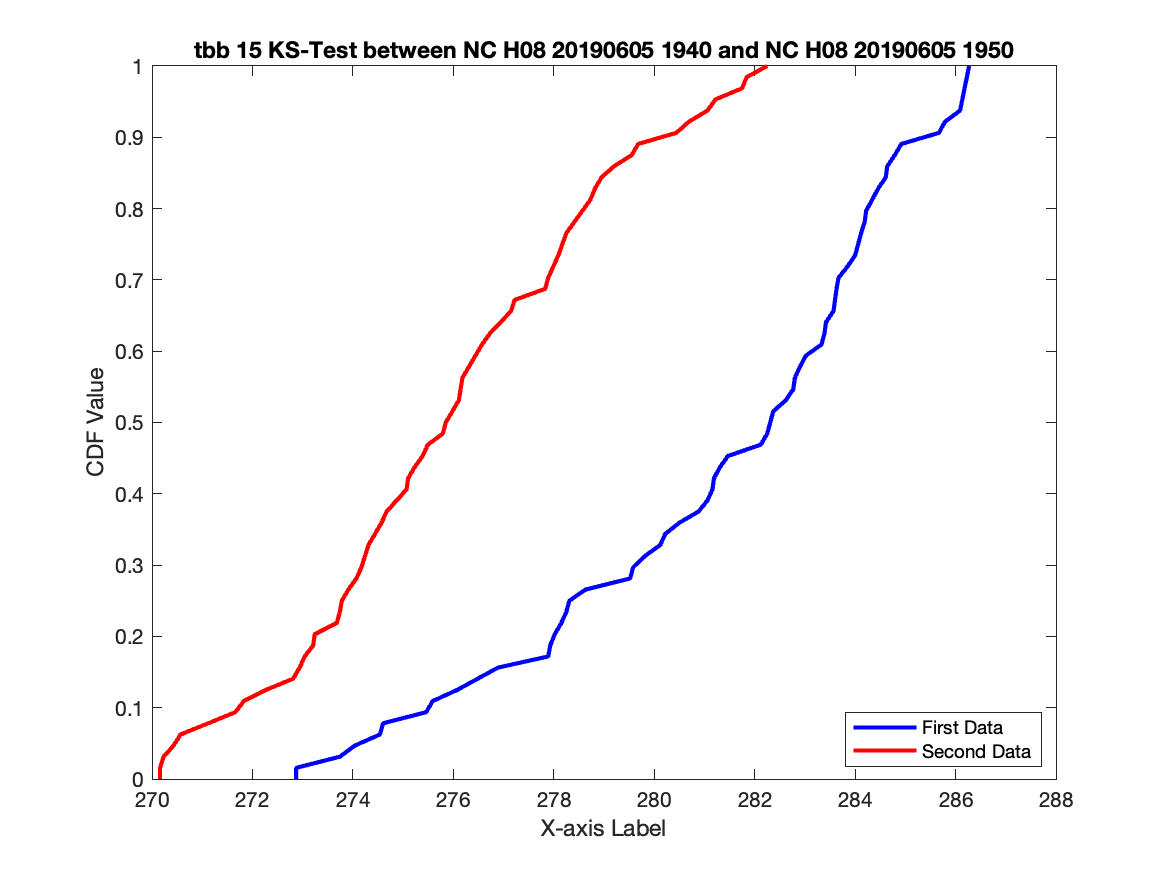 tbb 15 KS-Test between NC H08 20190605 1940 and NC H08 20190605 1950
1
0.9
0.8
0.7
0.6
0.5
0.4
0.3
0.2
0.1
0
CDF Value
First Data
Second Data
270 272 274 276 278 280 282 284 286 288
X-axis Label